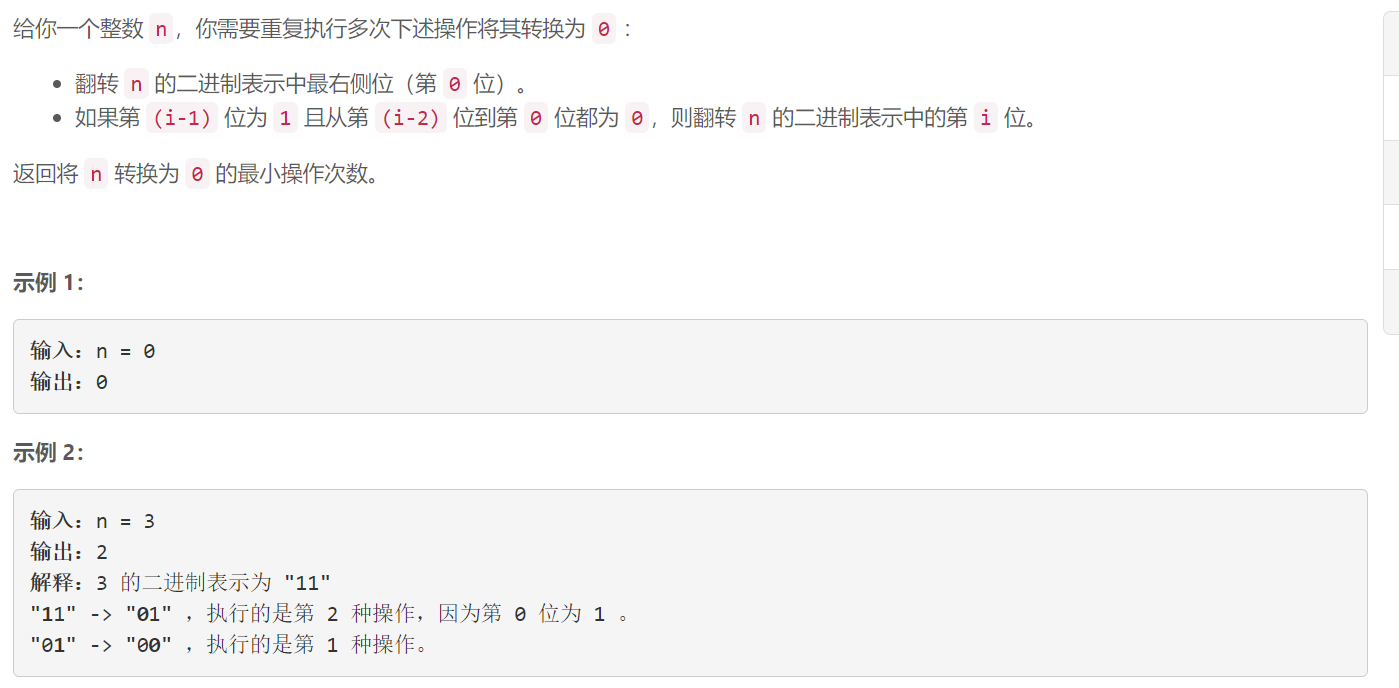 给你一个整数 n，你需要重复执行多次下述操作将其转换为 0 ：
翻转 n 的二进制表示中最右侧位（第 0 位）。
如果第 (i-1) 位为 1 且从第 (i-2) 位到第 0 位都为 0，则翻转 n 的二进制表示中的第 i 位。
返回将 n 转换为 0 的最小操作次数。
示例 1：
输入：n = 0
输出：0
示例 2：
输入：n = 3
输出：2
解释：3 的二进制表示为 "11"
"11" -> "01" ，执行的是第 2 种操作，因为第 0 位为 1 。
"01" -> "00" ，执行的是第 1 种操作。